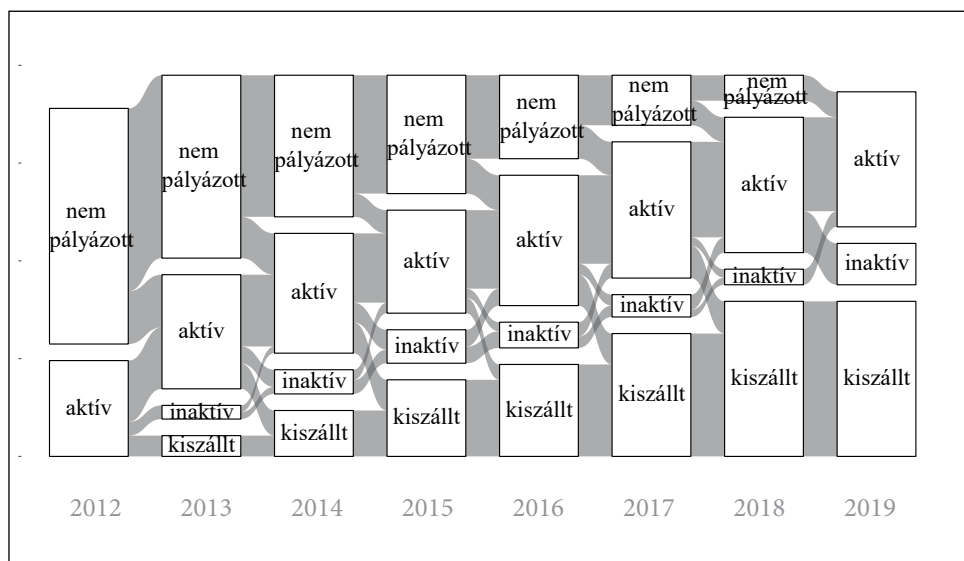 nem
pályázott
aktív
nem
pályázott
aktív
inaktív
kiszállt
nem
pályázott
aktív
inaktív
kiszállt
nem
pályázott
aktív
inaktív
kiszállt
nem
pályázott
aktív
inaktív
kiszállt
nem
pályázott
aktív
inaktív
kiszállt
nem
pályázott
aktív
inaktív
kiszállt
aktív
inaktív
kiszállt
2012 2013 2014 2015 2016 2017 2018 2019